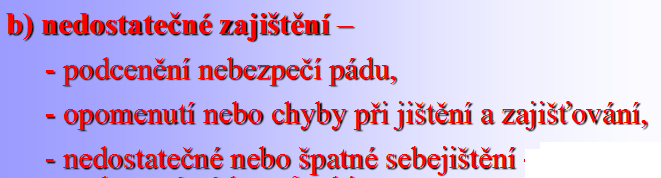 b) nedostatečné zajištění –
- podcenění nebezpečí pádu,
- opomenutí nebo chyby při jištění a zajišťování,
- nedostatečné nebo špatné sebejištění -